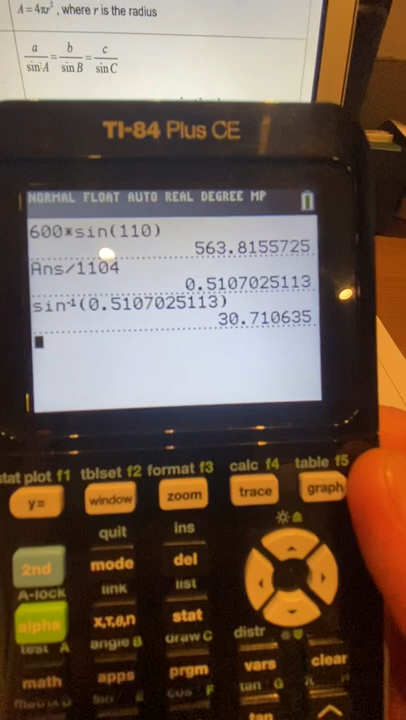 A = 4πr², where r is the radius
a/sin A = b/sin B = c/sin C
TI-84 Plus CE
NORMAL FLOAT AUTO REAL DEGREE MP
600*sin(110)
563.8155725
Ans/1104
0.5107025113
sin⁻¹(0.5107025113)
30.710635
stat plot f1 tblset f2 format f3 calc f4 table f5
y= window zoom trace graph
quit ins
2nd mode del
A-lock link list
alpha X,T,θ,n stat
test A angle B draw C distr
math apps prgm vars clear
tan